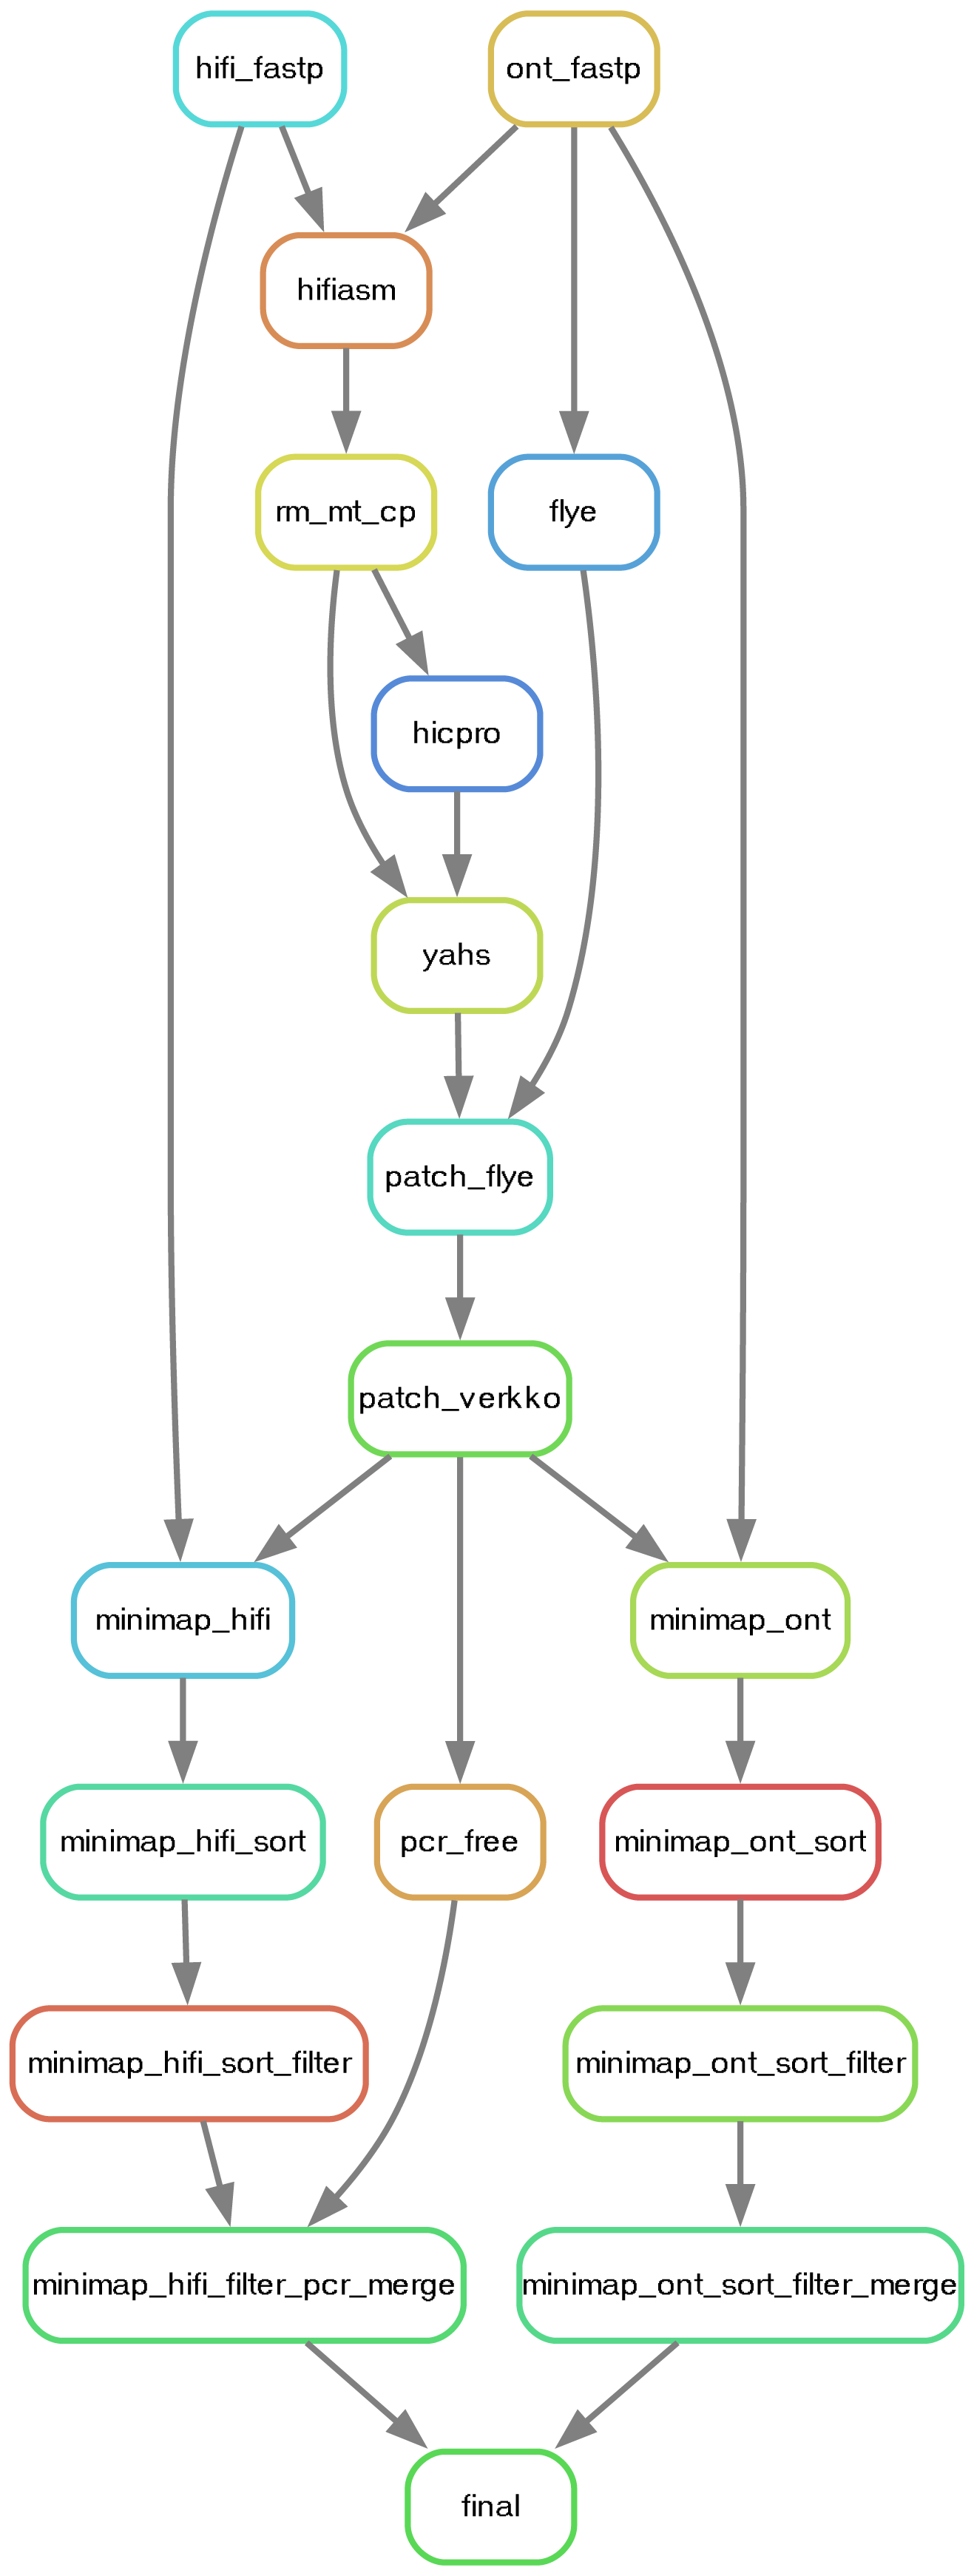 hifi_fastp
ont_fastp
hifiasm
rm_mt_cp
flye
hicpro
yahs
patch_flye
patch_verkko
minimap_hifi
minimap_ont
minimap_hifi_sort
pcr_free
minimap_ont_sort
minimap_hifi_sort_filter
minimap_ont_sort_filter
minimap_hifi_filter_pcr_merge
minimap_ont_sort_filter_merge
final